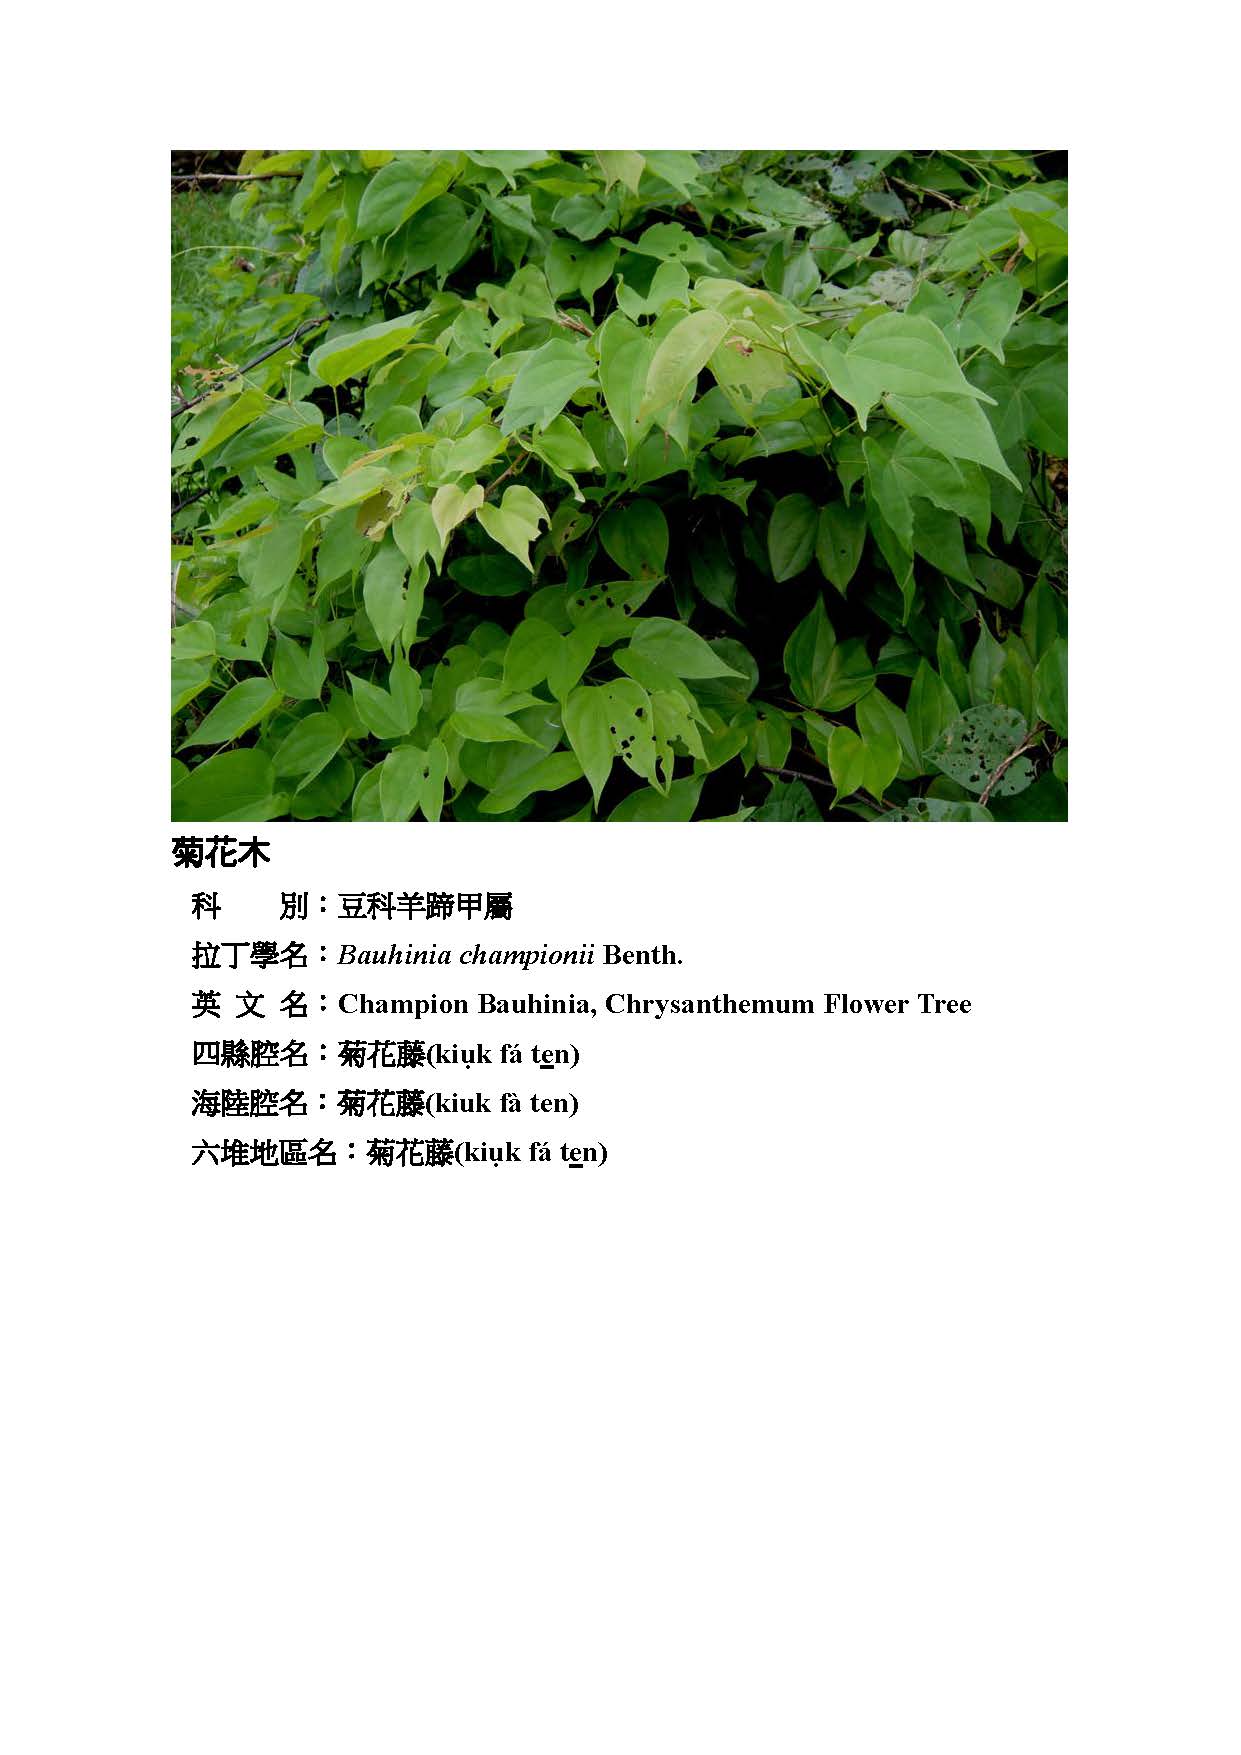 菊花木
科　　別：豆科羊蹄甲屬
拉丁學名：Bauhinia championii Benth.
英 文 名：Champion Bauhinia, Chrysanthemum Flower Tree
四縣腔名：菊花藤(kiụk fá te̲n)
海陸腔名：菊花藤(kiuk fà ten)
六堆地區名：菊花藤(kiụk fá te̲n)